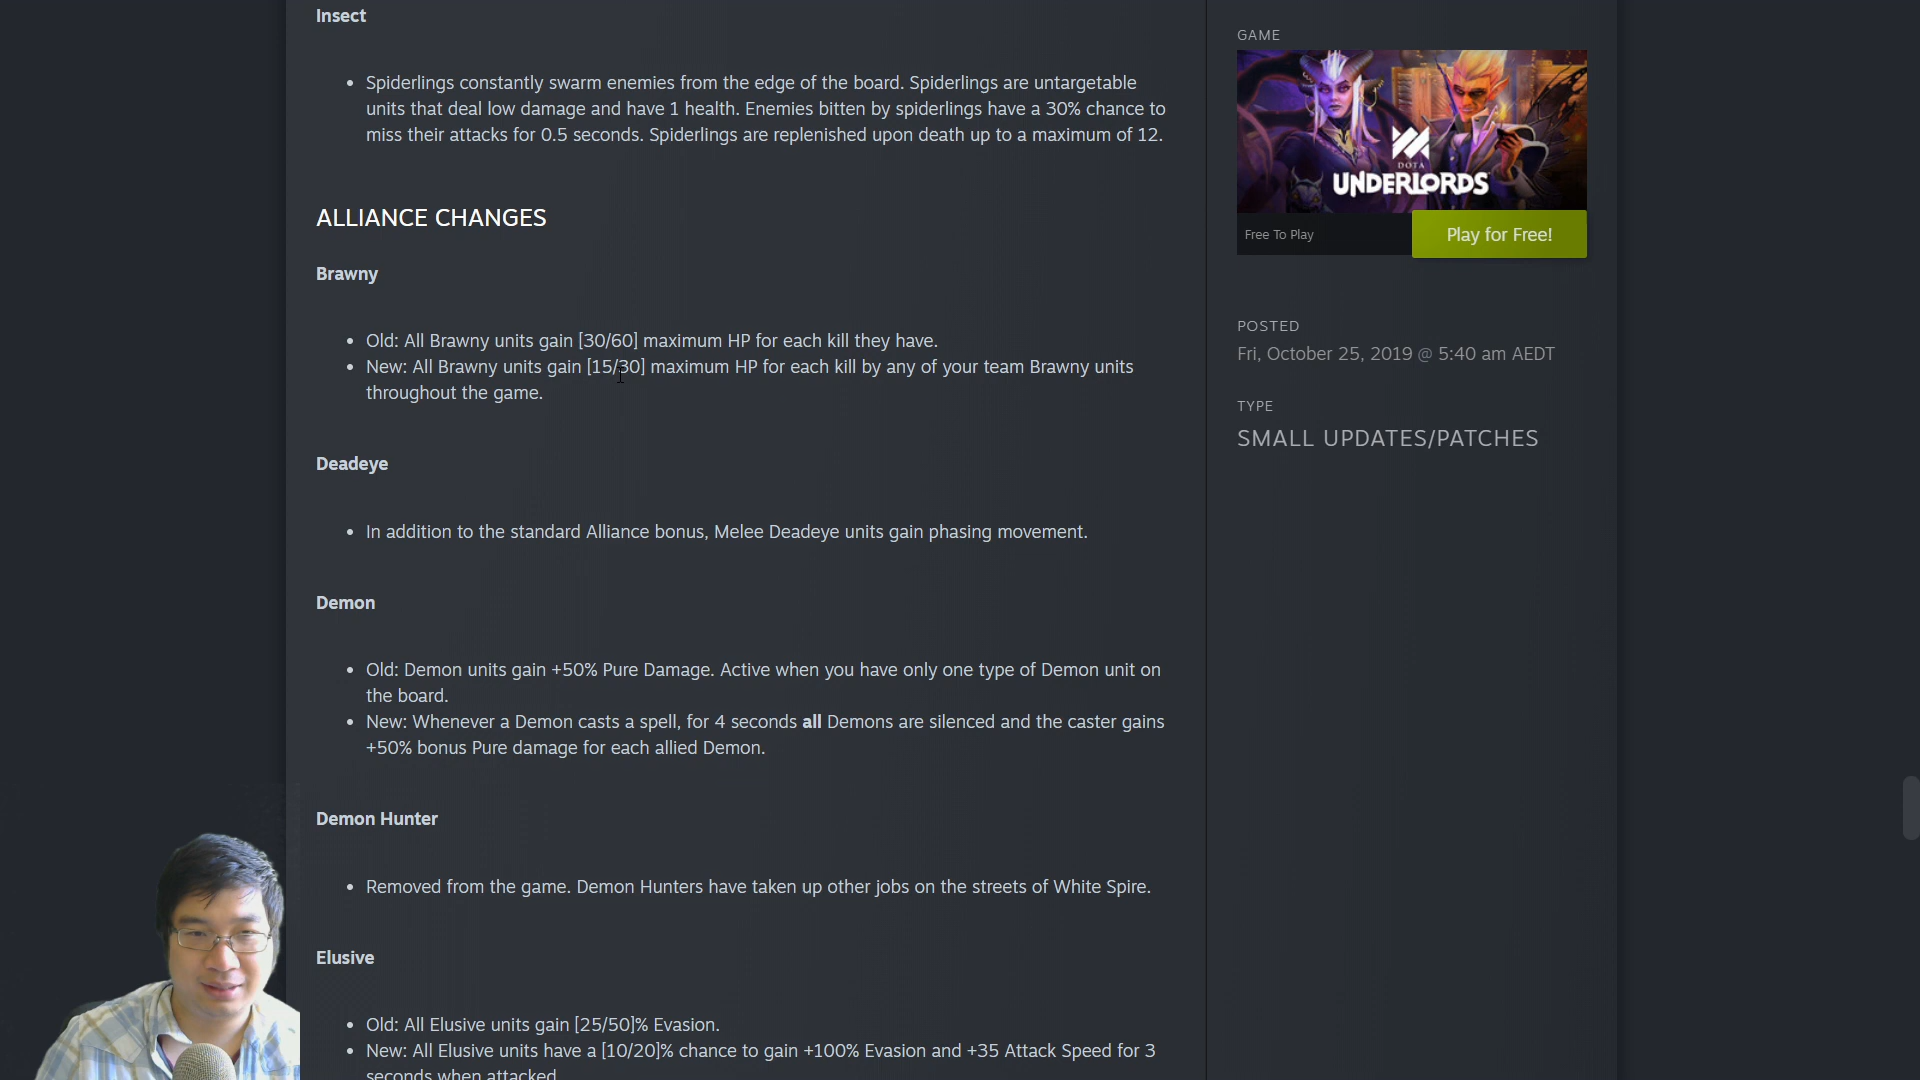 Insect
• Spiderlings constantly swarm enemies from the edge of the board. Spiderlings are untargetable
units that deal low damage and have 1 health. Enemies bitten by spiderlings have a 30% chance to
miss their attacks for 0.5 seconds. Spiderlings are replenished upon death up to a maximum of 12.
ALLIANCE CHANGES
Brawny
• Old: All Brawny units gain [30/60] maximum HP for each kill they have.
• New: All Brawny units gain [15/30] maximum HP for each kill by any of your team Brawny units
throughout the game.
Deadeye
• In addition to the standard Alliance bonus, Melee Deadeye units gain phasing movement.
Demon
• Old: Demon units gain +50% Pure Damage. Active when you have only one type of Demon unit on
the board.
• New: Whenever a Demon casts a spell, for 4 seconds all Demons are silenced and the caster gains
+50% bonus Pure damage for each allied Demon.
Demon Hunter
• Removed from the game. Demon Hunters have taken up other jobs on the streets of White Spire.
Elusive
• Old: All Elusive units gain [25/50]% Evasion.
• New: All Elusive units have a [10/20]% chance to gain +100% Evasion and +35 Attack Speed for 3
seconds when attacked.
GAME
DOTA
UNDERLORDS
Free To Play
Play for Free!
POSTED
Fri, October 25, 2019 @ 5:40 am AEDT
TYPE
SMALL UPDATES/PATCHES